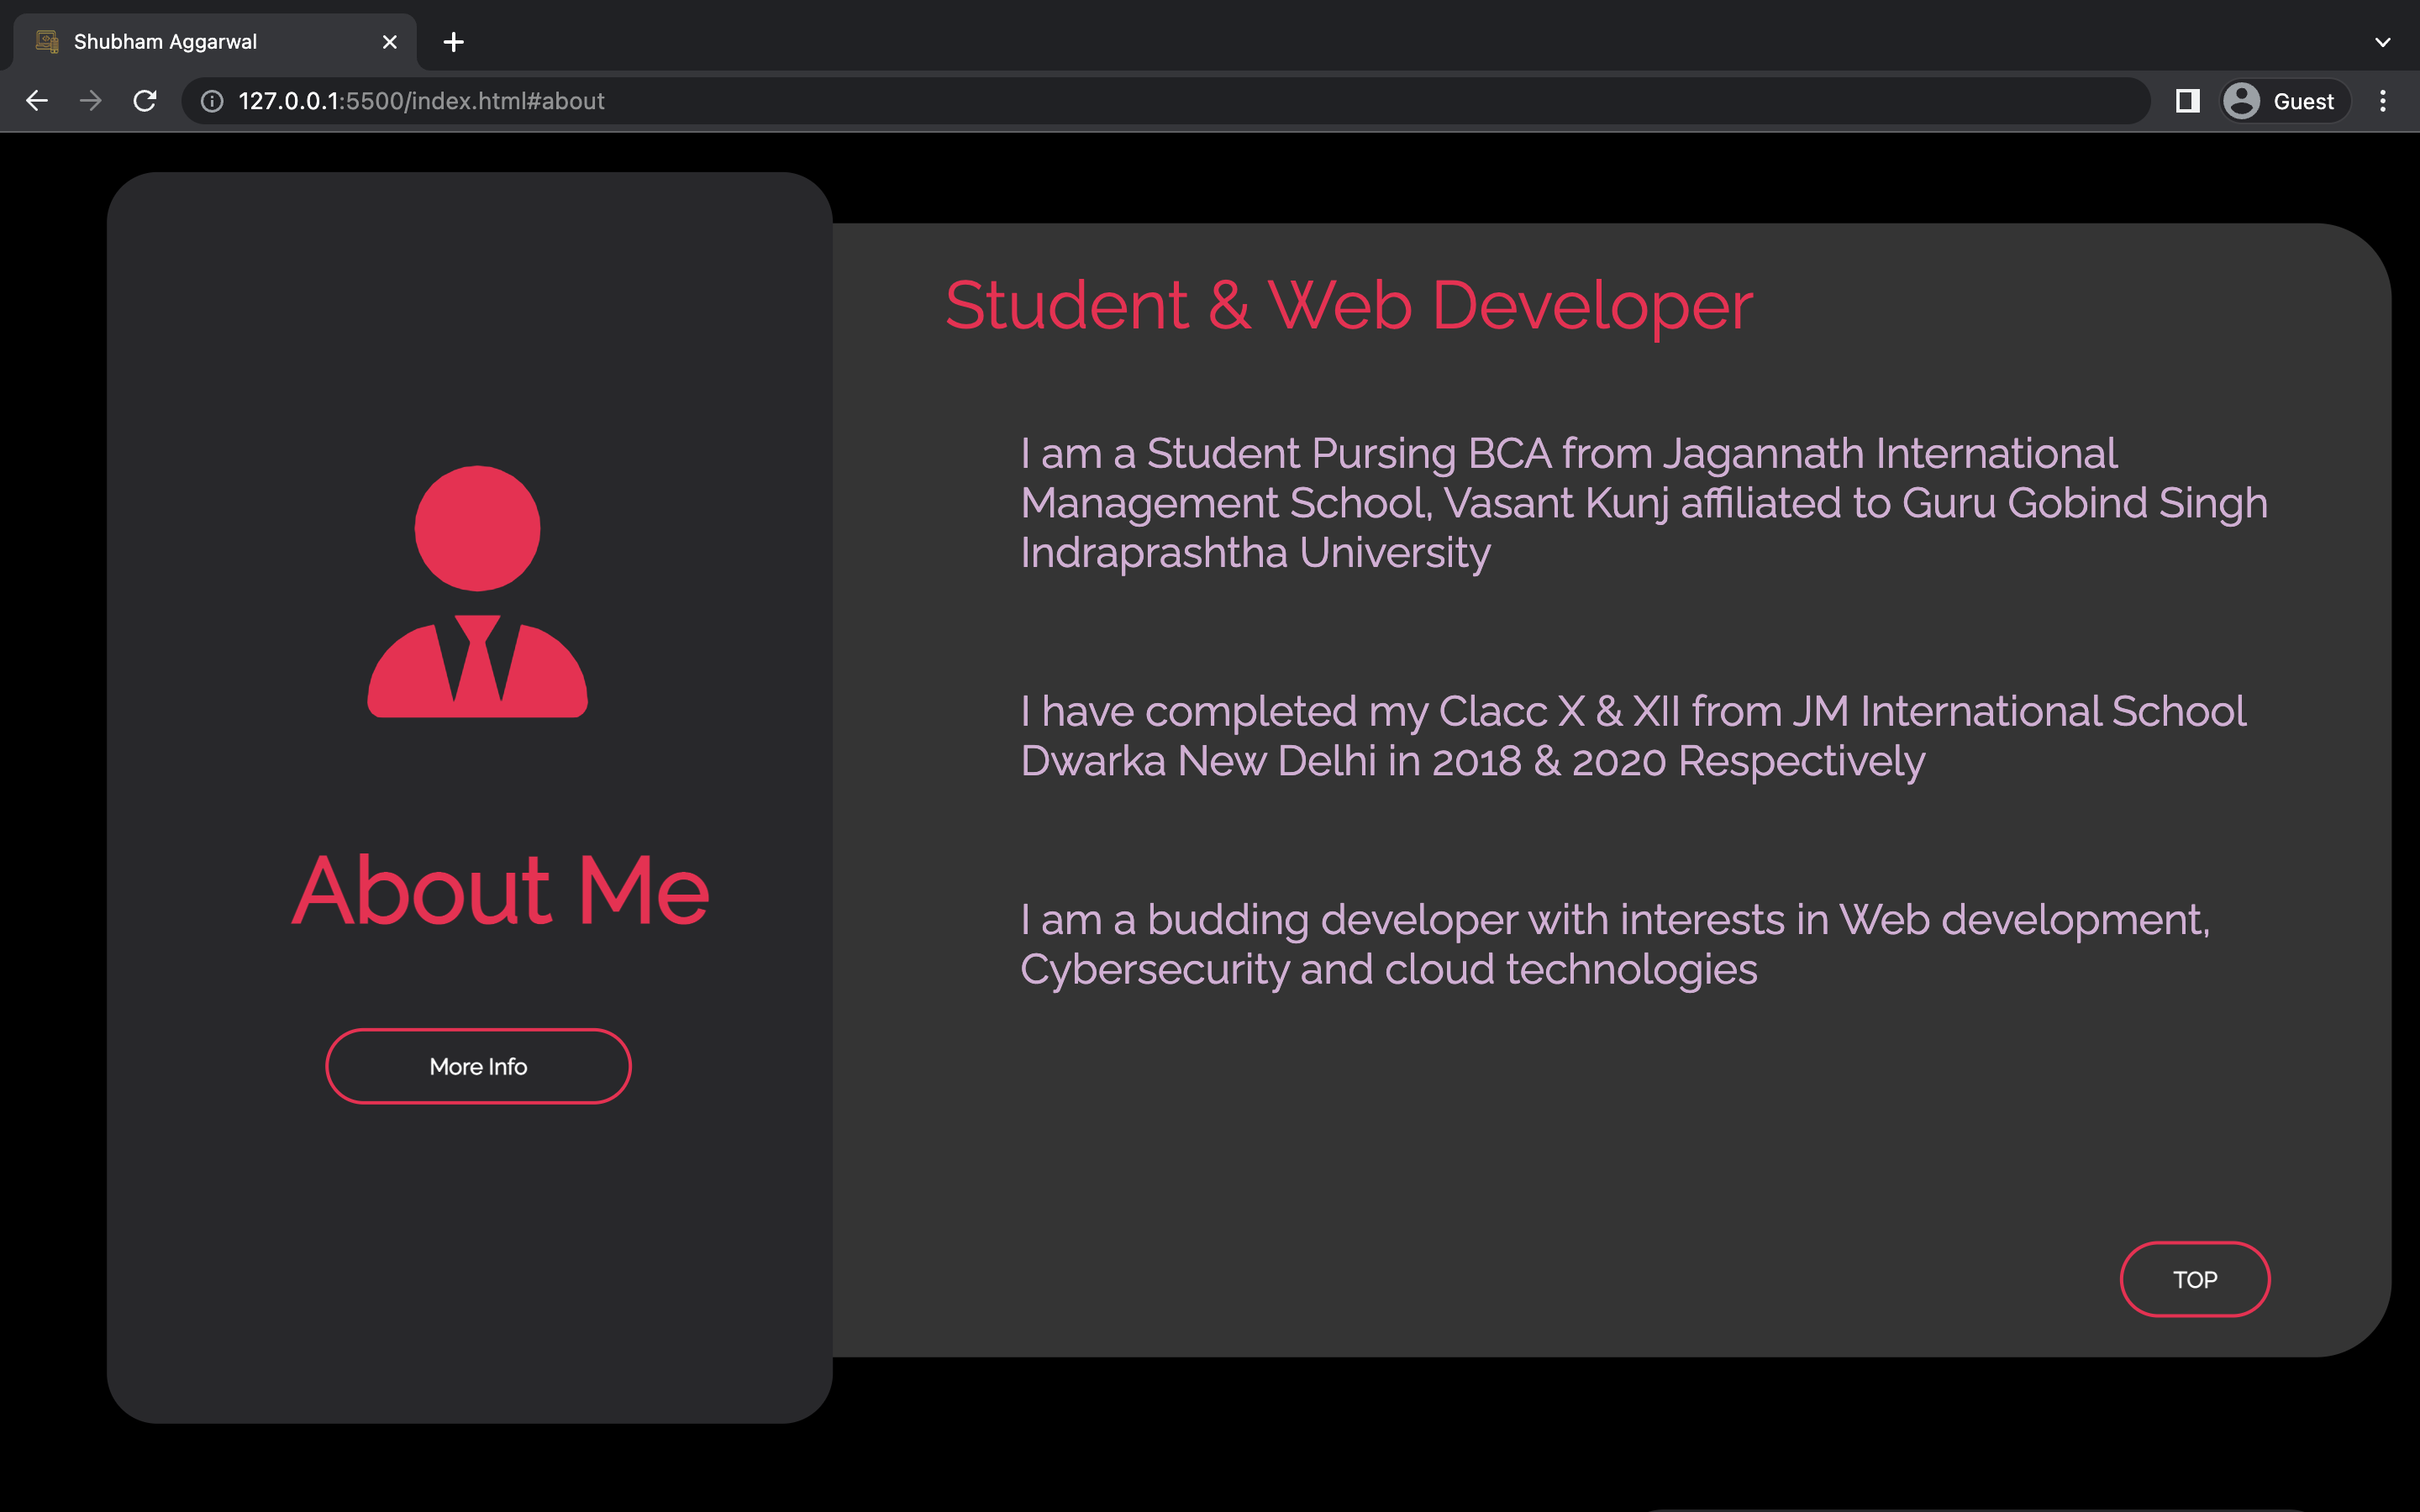 Shubham Aggarwal
127.0.0.1:5500/index.html#about
Guest
About Me
More Info
Student & Web Developer
I am a Student Pursing BCA from Jagannath International
Management School, Vasant Kunj affiliated to Guru Gobind Singh
Indraprashtha University
I have completed my Clacc X & XII from JM International School
Dwarka New Delhi in 2018 & 2020 Respectively
I am a budding developer with interests in Web development,
Cybersecurity and cloud technologies
TOP